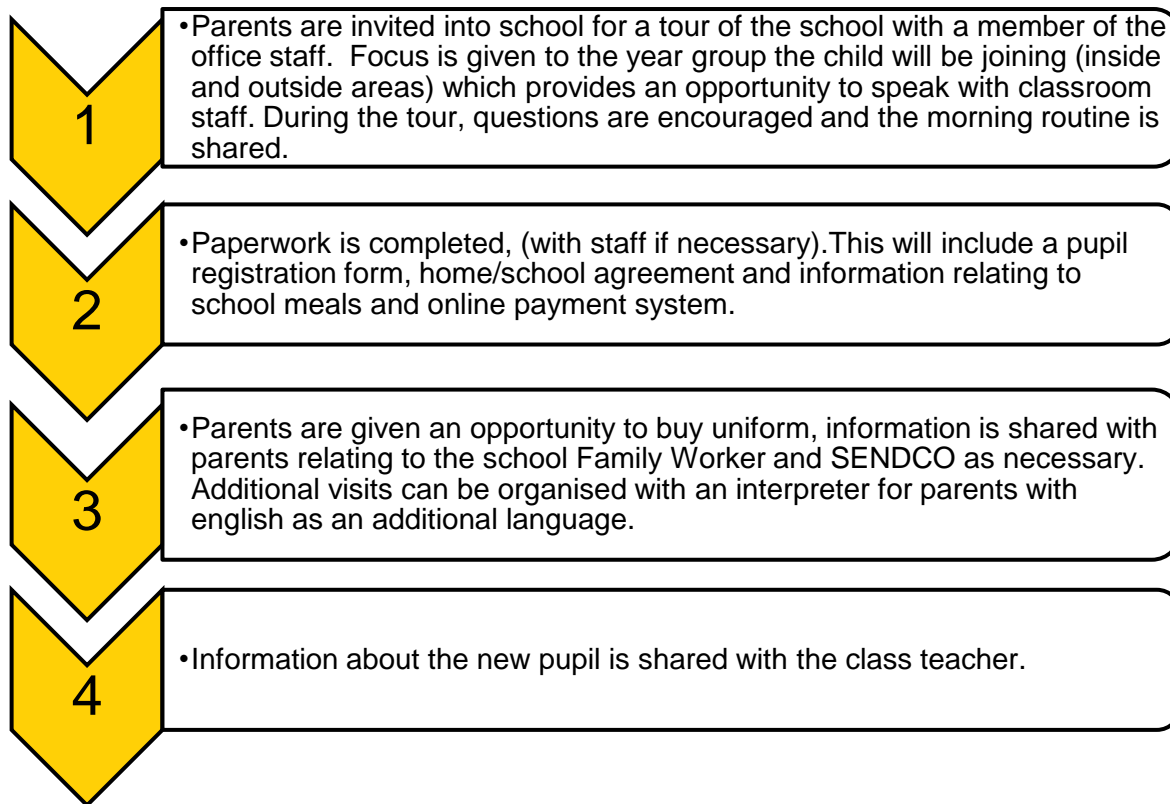 1
•Parents are invited into school for a tour of the school with a member of the
office staff.  Focus is given to the year group the child will be joining (inside
and outside areas) which provides an opportunity to speak with classroom
staff. During the tour, questions are encouraged and the morning routine is
shared.
2
•Paperwork is completed, (with staff if necessary).This will include a pupil
registration form, home/school agreement and information relating to
school meals and online payment system.
3
•Parents are given an opportunity to buy uniform, information is shared with
parents relating to the school Family Worker and SENDCO as necessary.
Additional visits can be organised with an interpreter for parents with
english as an additional language.
4
•Information about the new pupil is shared with the class teacher.